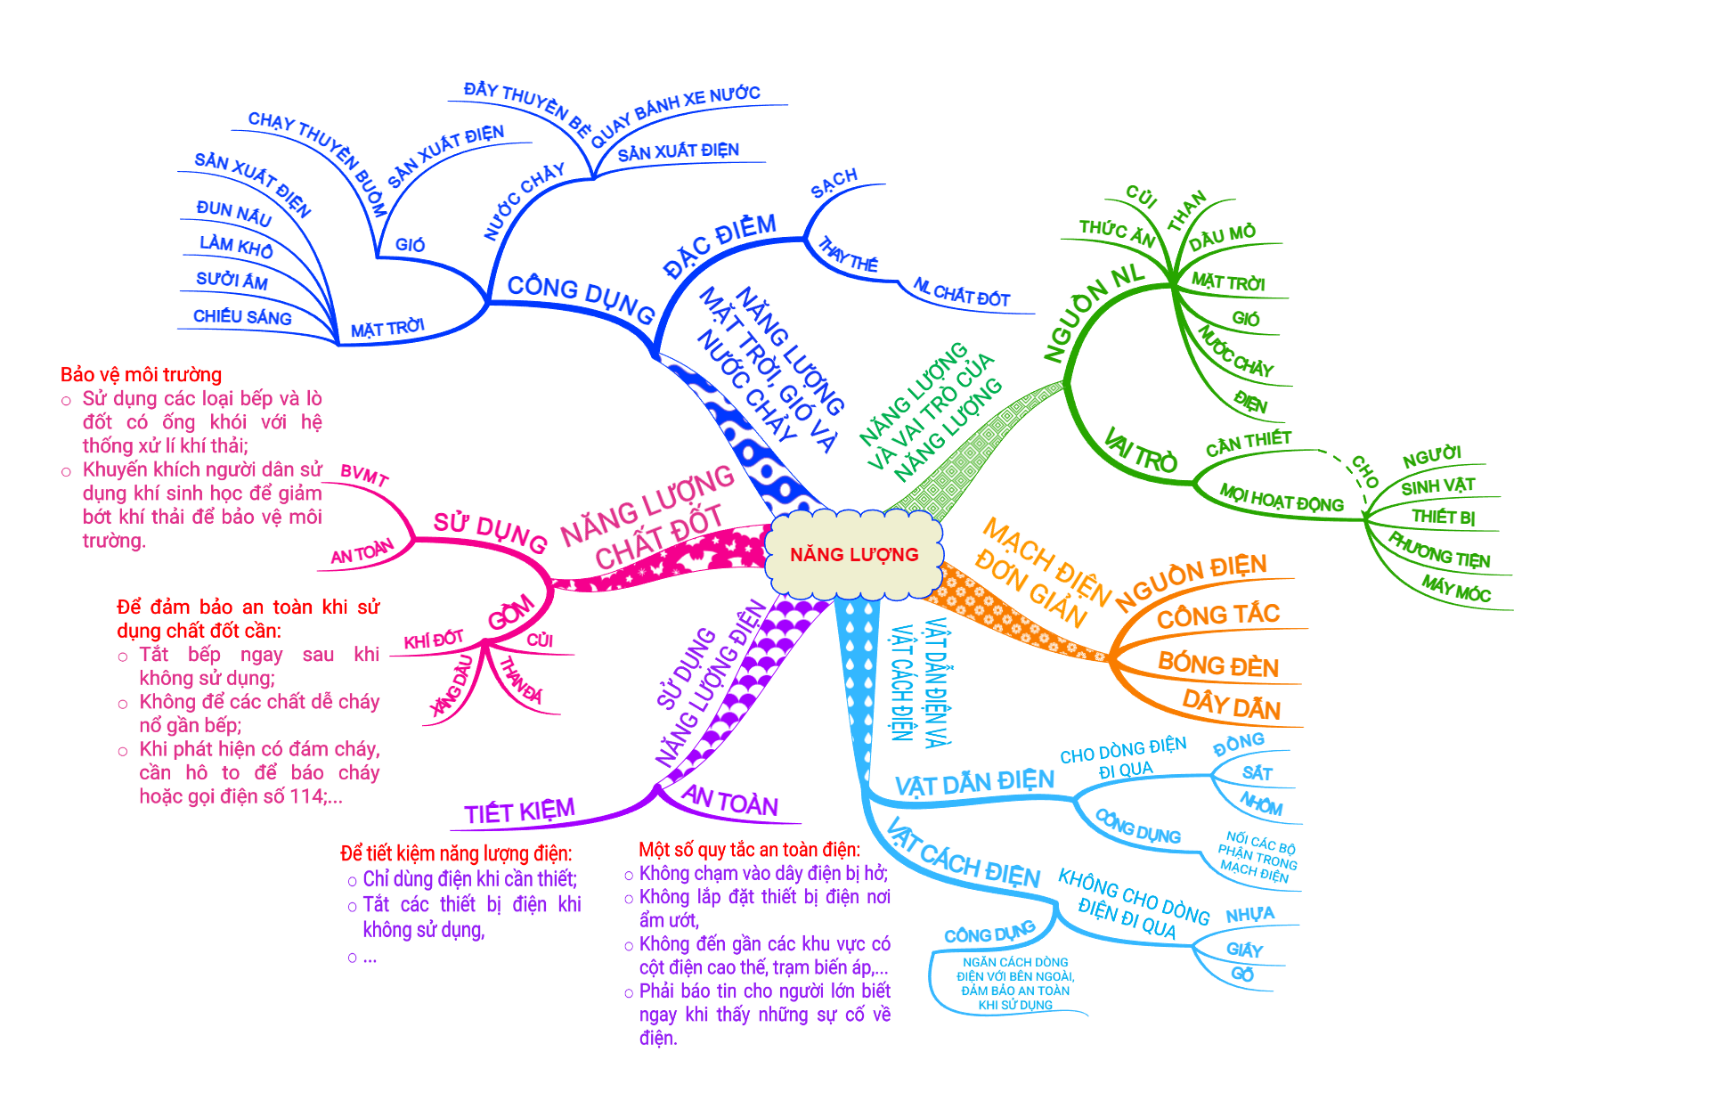 NĂNG LƯỢNG
NĂNG LƯỢNG
VÀ VAI TRÒ CỦA
NĂNG LƯỢNG
NGUỒN NL
CỦI
THAN
THỨC ĂN
DẦU MỎ
MẶT TRỜI
GIÓ
NƯỚC CHẢY
ĐIỆN
VAI TRÒ
CẦN THIẾT
CHO
MỌI HOẠT ĐỘNG
NGƯỜI
SINH VẬT
THIẾT BỊ
PHƯƠNG TIỆN
MÁY MÓC
MẠCH ĐIỆN
ĐƠN GIẢN
NGUỒN ĐIỆN
CÔNG TẮC
BÓNG ĐÈN
DÂY DẪN
VẬT DẪN ĐIỆN VÀ
VẬT CÁCH ĐIỆN
VẬT DẪN ĐIỆN
CHO DÒNG ĐIỆN
ĐI QUA
ĐỒNG
SẮT
NHÔM
CÔNG DỤNG
NỐI CÁC BỘ
PHẬN TRONG
MẠCH ĐIỆN
VẬT CÁCH ĐIỆN
KHÔNG CHO DÒNG
ĐIỆN ĐI QUA
NHỰA
GIẤY
GỖ
CÔNG DỤNG
NGĂN CÁCH DÒNG
ĐIỆN VỚI BÊN NGOÀI,
ĐẢM BẢO AN TOÀN
KHI SỬ DỤNG
SỬ DỤNG
NĂNG LƯỢNG ĐIỆN
AN TOÀN
Một số quy tắc an toàn điện:
○ Không chạm vào dây điện bị hở;
○ Không lắp đặt thiết bị điện nơi
ẩm ướt,
○ Không đến gần các khu vực có
cột điện cao thế, trạm biến áp,...
○ Phải báo tin cho người lớn biết
ngay khi thấy những sự cố về
điện.
TIẾT KIỆM
Để tiết kiệm năng lượng điện:
○ Chỉ dùng điện khi cần thiết;
○ Tắt các thiết bị điện khi
không sử dụng,
○ ...
NĂNG LƯỢNG
CHẤT ĐỐT
GỒM
CỦI
THAN ĐÁ
XĂNG DẦU
KHÍ ĐỐT
SỬ DỤNG
AN TOÀN
Để đảm bảo an toàn khi sử
dụng chất đốt cần:
○ Tắt bếp ngay sau khi
không sử dụng;
○ Không để các chất dễ cháy
nổ gần bếp;
○ Khi phát hiện có đám cháy,
cần hô to để báo cháy
hoặc gọi điện số 114;...
BVMT
Bảo vệ môi trường
○ Sử dụng các loại bếp và lò
đốt có ống khói với hệ
thống xử lí khí thải;
○ Khuyến khích người dân sử
dụng khí sinh học để giảm
bớt khí thải để bảo vệ môi
trường.
NĂNG LƯỢNG
MẶT TRỜI, GIÓ VÀ
NƯỚC CHẢY
CÔNG DỤNG
MẶT TRỜI
CHIẾU SÁNG
SƯỞI ẤM
LÀM KHÔ
ĐUN NẤU
SẢN XUẤT ĐIỆN
GIÓ
CHẠY THUYỀN BUỒM
SẢN XUẤT ĐIỆN
NƯỚC CHẢY
ĐẨY THUYỀN BÈ
QUAY BÁNH XE NƯỚC
SẢN XUẤT ĐIỆN
ĐẶC ĐIỂM
SẠCH
THAY THẾ
NL CHẤT ĐỐT